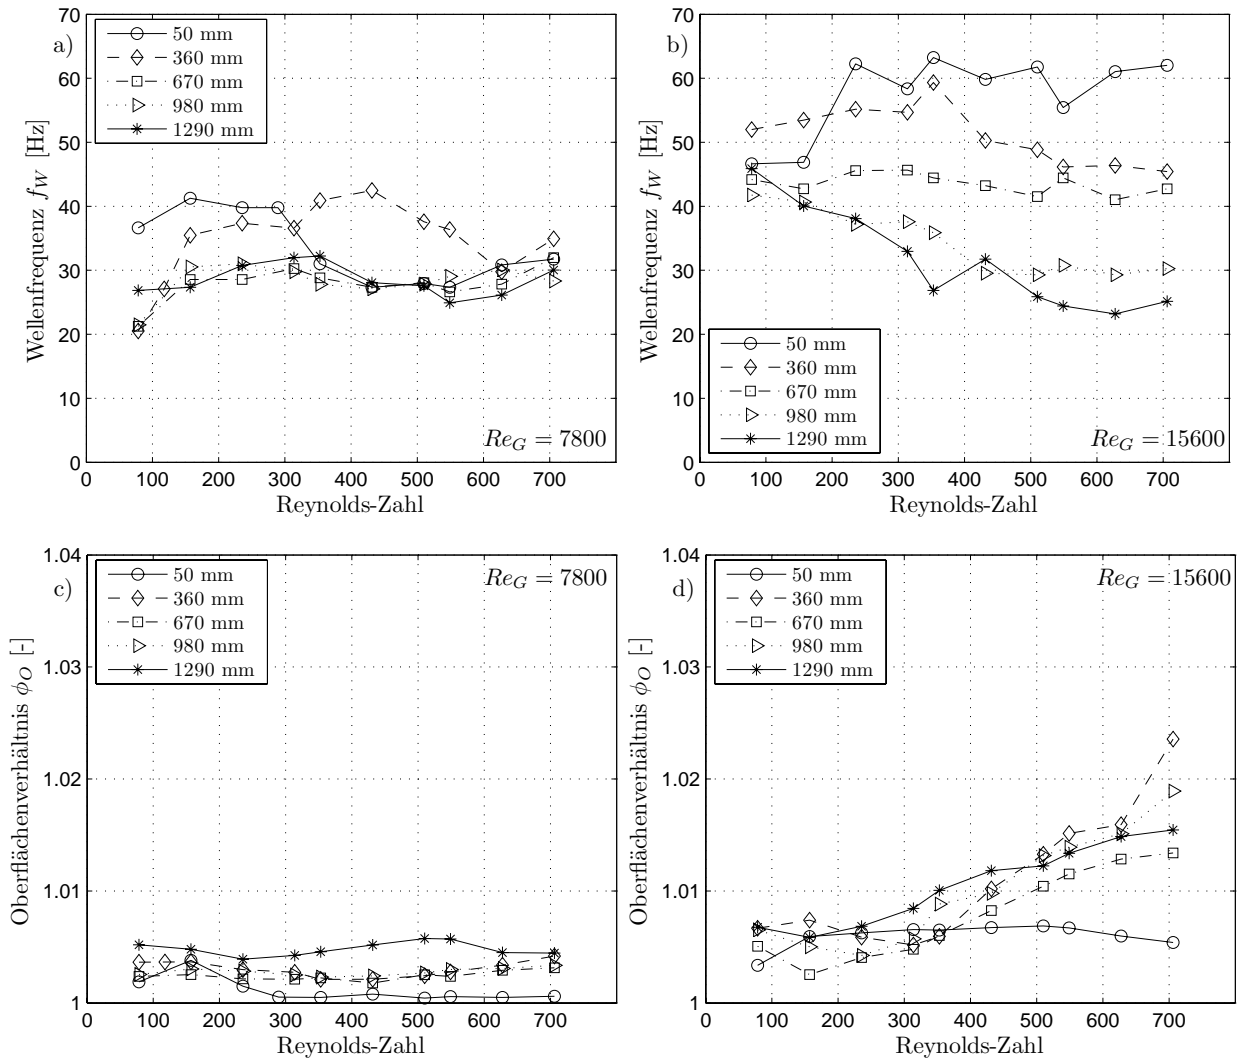 a)
50 mm
360 mm
670 mm
980 mm
1290 mm
Wellenfrequenz f_W [Hz]
70
60
50
40
30
20
10
0
Re_G = 7800
0 100 200 300 400 500 600 700
Reynolds-Zahl
b)
Wellenfrequenz f_W [Hz]
70
60
50
40
30
20
10
0
50 mm
360 mm
670 mm
980 mm
1290 mm
Re_G = 15600
0 100 200 300 400 500 600 700
Reynolds-Zahl
c)
50 mm
360 mm
670 mm
980 mm
1290 mm
Re_G = 7800
Oberflächenverhältnis ϕ_O [-]
1.04
1.03
1.02
1.01
1
0 100 200 300 400 500 600 700
Reynolds-Zahl
d)
50 mm
360 mm
670 mm
980 mm
1290 mm
Re_G = 15600
Oberflächenverhältnis ϕ_O [-]
1.04
1.03
1.02
1.01
1
0 100 200 300 400 500 600 700
Reynolds-Zahl